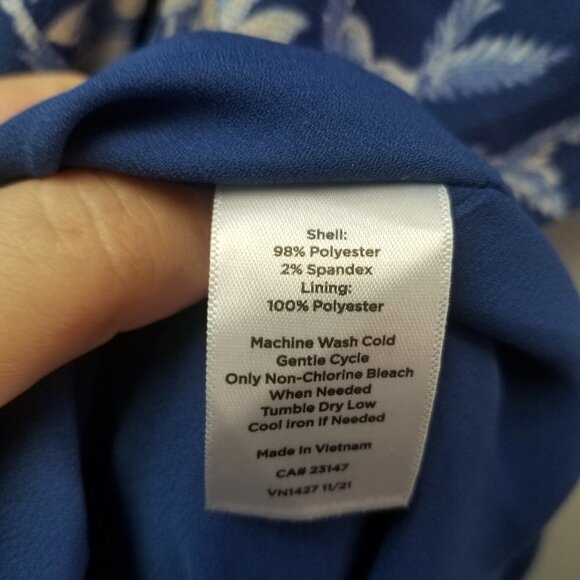 Shell:
98% Polyester
2% Spandex
Lining:
100% Polyester
Machine Wash Cold
Gentle Cycle
Only Non-Chlorine Bleach
When Needed
Tumble Dry Low
Cool Iron if Needed
Made in Vietnam
CA# 23147
VN1427 11/21